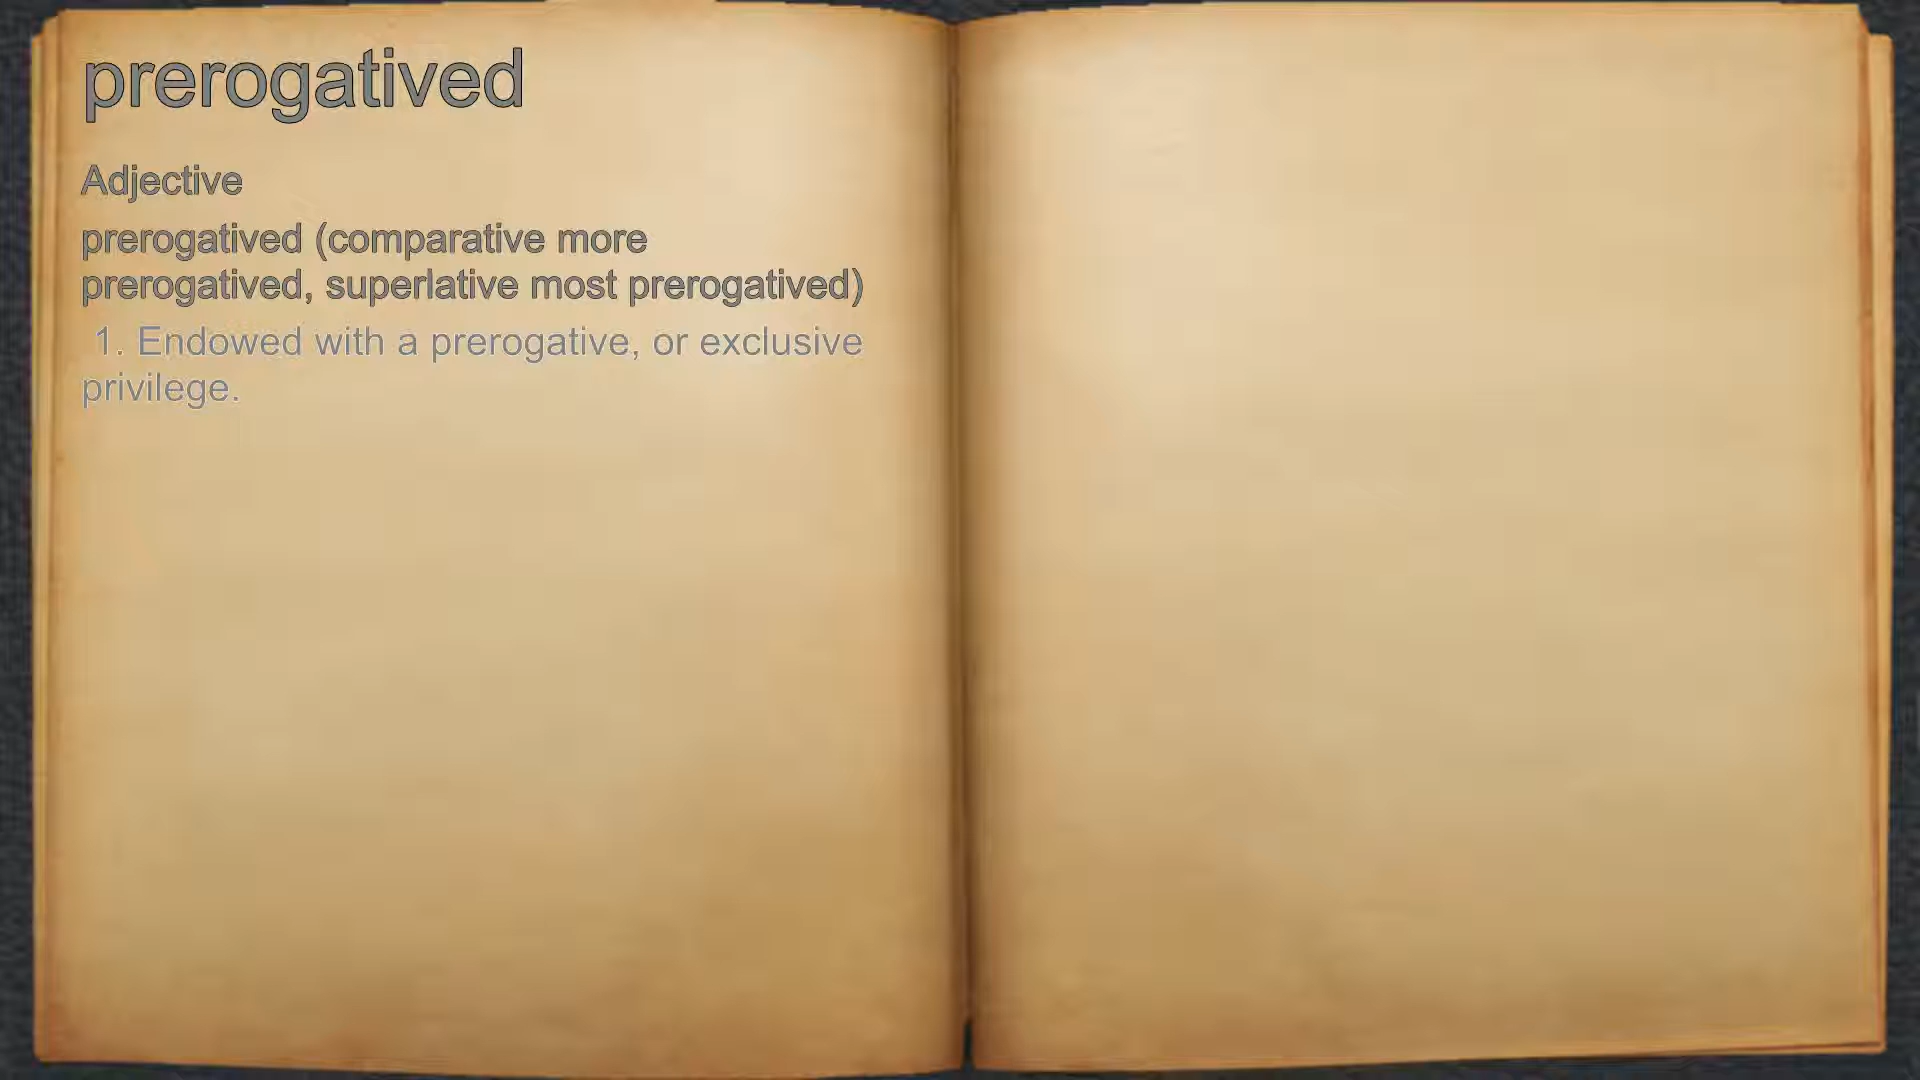 prerogatived
Adjective
prerogatived (comparative more
prerogatived, superlative most prerogatived)
1. Endowed with a prerogative, or exclusive
privilege.